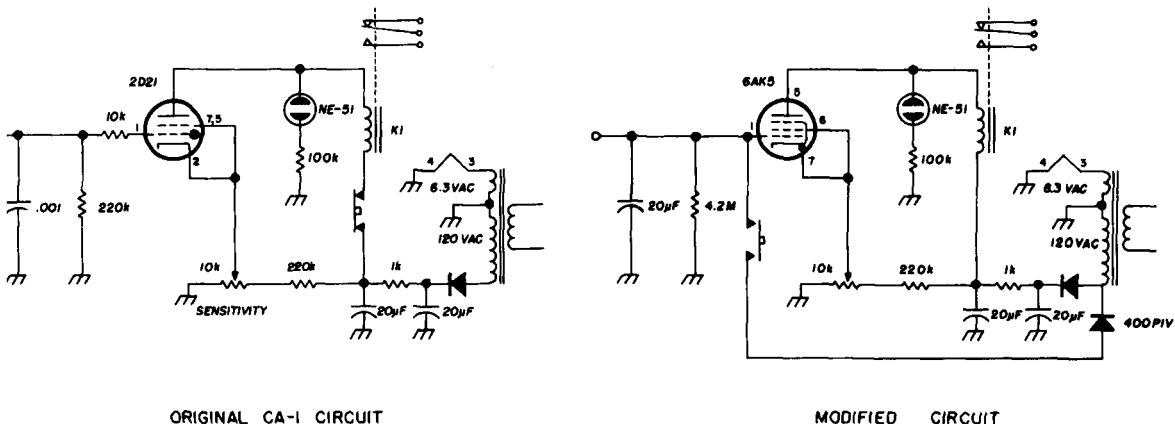 2D21
10k
1
7,5
2
NE-51
100k
K1
4
3
6.3VAC
120VAC
.001
220k
10k
220k
1k
SENSITIVITY
20µF
20µF
ORIGINAL CA-1 CIRCUIT
6AK5
5
1
6
7
NE-51
100k
K1
4
3
6.3 VAC
120VAC
20µF
4.2M
10k
220k
1k
20µF
20µF
400PIV
MODIFIED CIRCUIT